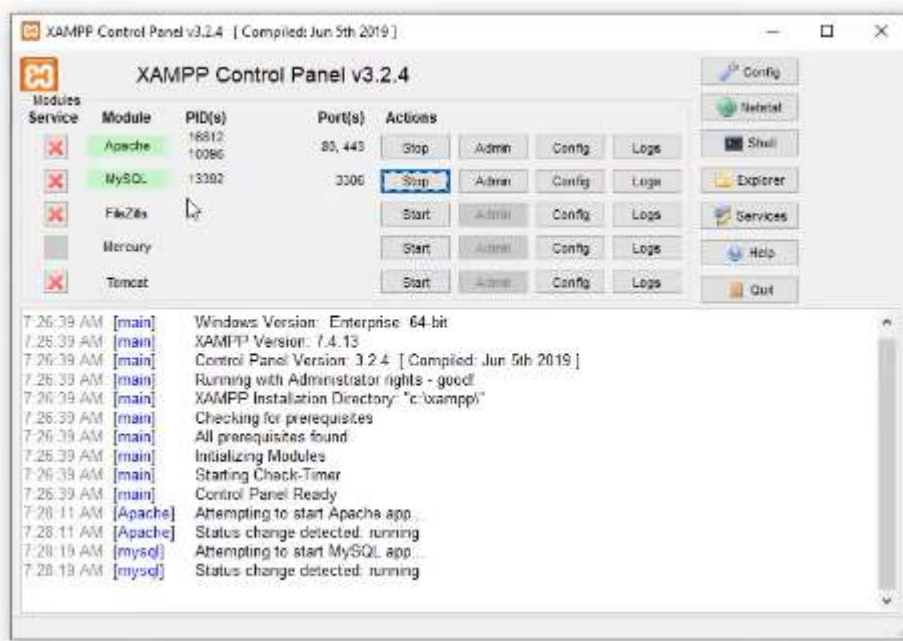 XAMPP Control Panel v3.2.4 [ Compiled: Jun 5th 2019 ]
XAMPP Control Panel v3.2.4
Config
Modules
Service Module PID(s) Port(s) Actions
Netstat
Apache 10096 80, 443 Stop Admin Config Logs
Shell
MySQL 13392 3306 Stop Admin Config Logs
Explorer
FileZilla Start Admin Config Logs
Services
Mercury Start Admin Config Logs
Help
Tomcat Start Admin Config Logs
Quit
7:26:39 AM [main] Windows Version: Enterprise 64-bit
7:26:39 AM [main] XAMPP Version: 7.4.13
7:26:39 AM [main] Control Panel Version: 3.2.4 [ Compiled: Jun 5th 2019 ]
7:26:39 AM [main] Running with Administrator rights - good!
7:26:39 AM [main] XAMPP Installation Directory: "c:\xampp\"
7:26:39 AM [main] Checking for prerequisites
7:26:39 AM [main] All prerequisites found
7:26:39 AM [main] Initializing Modules
7:26:39 AM [main] Starting Check-Timer
7:26:39 AM [main] Control Panel Ready
7:28:11 AM [Apache] Attempting to start Apache app...
7:28:11 AM [Apache] Status change detected: running
7:28:19 AM [mysql] Attempting to start MySQL app...
7:28:19 AM [mysql] Status change detected: running